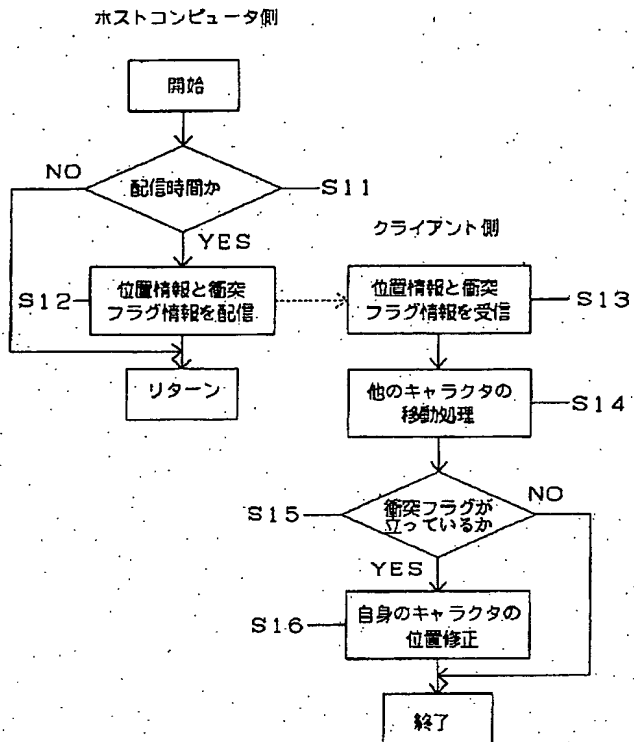 ホストコンピュータ側
開始
NO
配信時間か
S11
YES
クライアント側
S12
位置情報と衝突
フラグ情報を配信
位置情報と衝突
フラグ情報を受信
S13
リターン
他のキャラクタの
移動処理
S14
S15
衝突フラグが
立っているか
NO
YES
S16
自身のキャラクタの
位置修正
終了